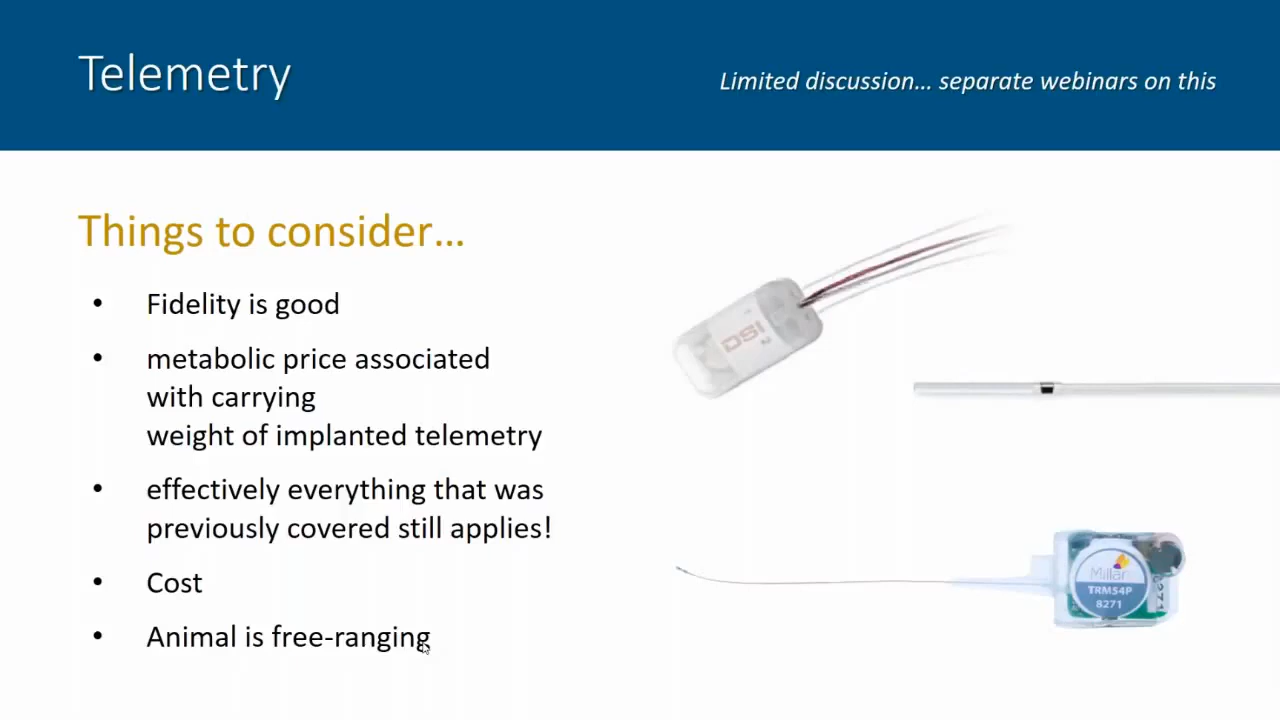 Telemetry
Limited discussion... separate webinars on this
Things to consider...
• Fidelity is good
• metabolic price associated
with carrying
weight of implanted telemetry
• effectively everything that was
previously covered still applies!
• Cost
• Animal is free-ranging
DSI
Millar
TRM54P
8271